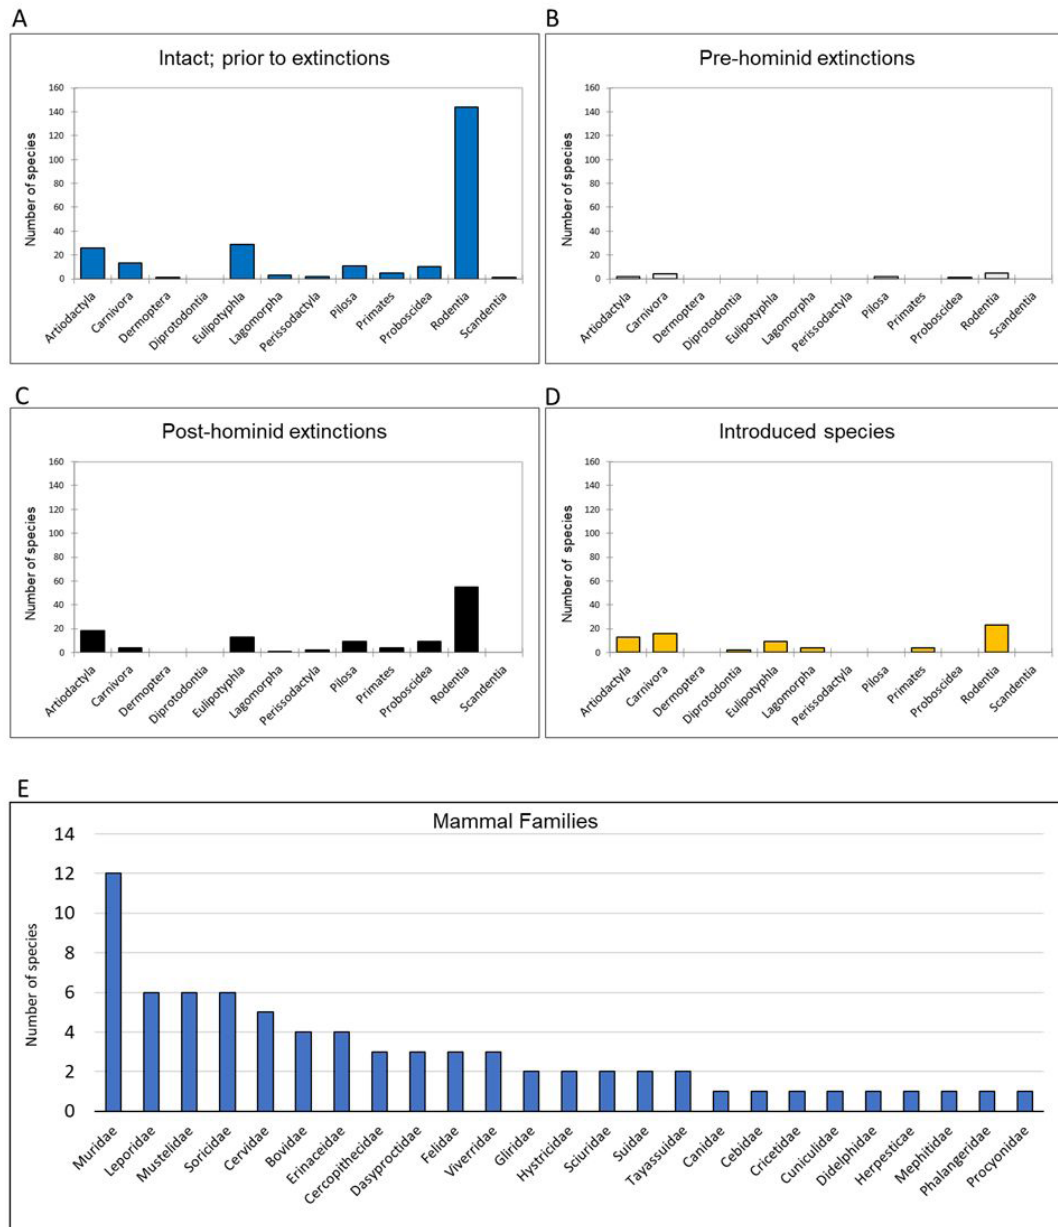 A
Intact; prior to extinctions
Number of species
160
140
120
100
80
60
40
20
0
Artiodactyla
Carnivora
Dermoptera
Diprotodontia
Eulipotyphla
Lagomorpha
Perissodactyla
Pilosa
Primates
Proboscidea
Rodentia
Scandentia
B
Pre-hominid extinctions
Number of species
160
140
120
100
80
60
40
20
0
Artiodactyla
Carnivora
Dermoptera
Diprotodontia
Eulipotyphla
Lagomorpha
Perissodactyla
Pilosa
Primates
Proboscidea
Rodentia
Scandentia
C
Post-hominid extinctions
Number of species
160
140
120
100
80
60
40
20
0
Artiodactyla
Carnivora
Dermoptera
Diprotodontia
Eulipotyphla
Lagomorpha
Perissodactyla
Pilosa
Primates
Proboscidea
Rodentia
Scandentia
D
Introduced species
Number of species
160
140
120
100
80
60
40
20
0
Artiodactyla
Carnivora
Dermoptera
Diprotodontia
Eulipotyphla
Lagomorpha
Perissodactyla
Pilosa
Primates
Proboscidea
Rodentia
Scandentia
E
Mammal Families
Number of species
14
12
10
8
6
4
2
0
Muridae
Leporidae
Mustelidae
Soricidae
Cervidae
Bovidae
Erinacidae
Cercopithecidae
Dasyproctidae
Felidae
Viverridae
Gliridae
Hystricidae
Sciuridae
Suidae
Tayassuidae
Canidae
Cebidae
Cricetidae
Cuniculidae
Didelphidae
Herpesticae
Mephitidae
Phalangeridae
Procyonidae